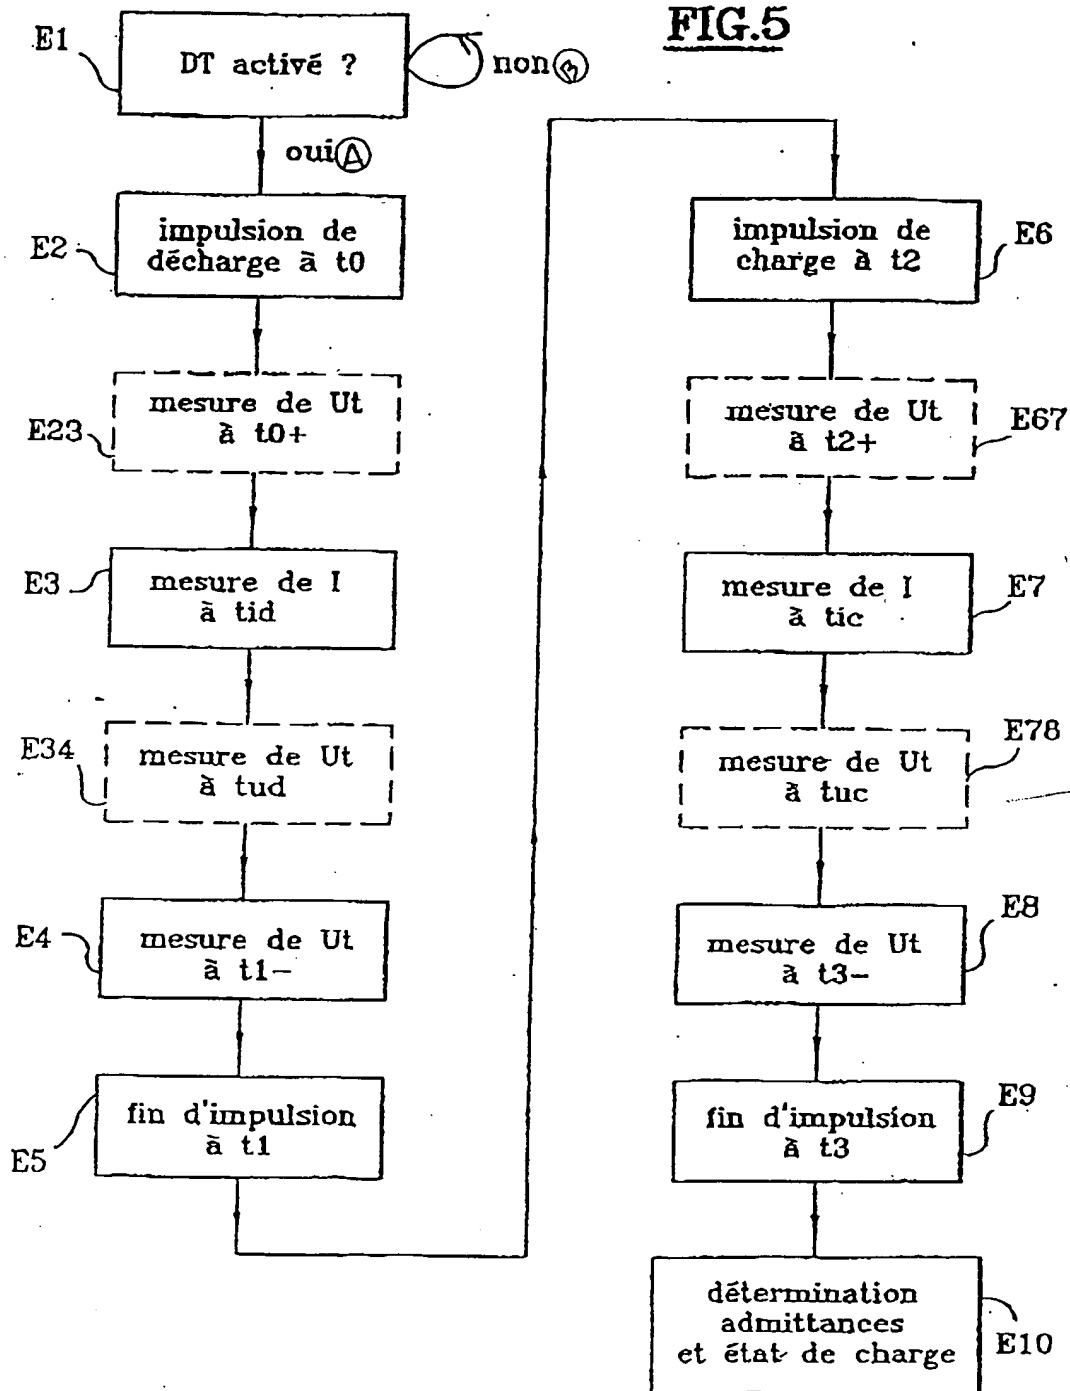 FIG.5
E1
DT activé ?
non B
oui A
E2
impulsion de
décharge à t0
E23
mesure de Ut
à t0+
E3
mesure de I
à tid
E34
mesure de Ut
à tud
E4
mesure de Ut
à t1-
E5
fin d'impulsion
à t1
impulsion de
charge à t2
E6
mesure de Ut
à t2+
E67
mesure de I
à tic
E7
mesure de Ut
à tuc
E78
mesure de Ut
à t3-
E8
fin d'impulsion
à t3
E9
détermination
admittances
et état de charge
E10